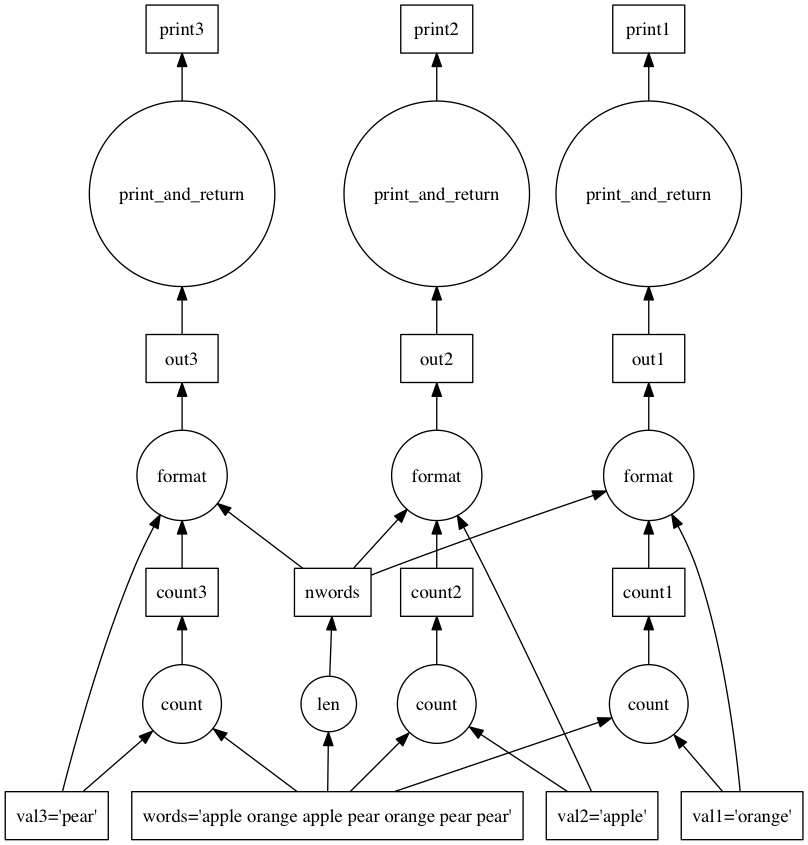 print3
print2
print1
print_and_return
print_and_return
print_and_return
out3
out2
out1
format
format
format
count3
nwords
count2
count1
count
len
count
count
val3='pear'
words='apple orange apple pear orange pear pear'
val2='apple'
val1='orange'